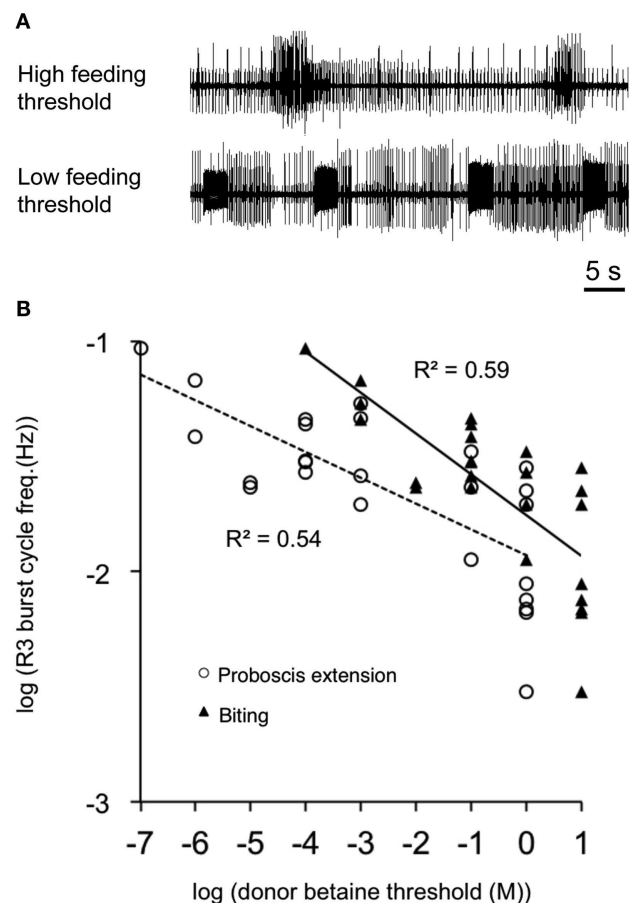 A
High feeding
threshold
Low feeding
threshold
5 s
B
-1
-2
-3
log (R3 burst cycle freq.(Hz))
R² = 0.59
R² = 0.54
Proboscis extension
Biting
-7 -6 -5 -4 -3 -2 -1 0 1
log (donor betaine threshold (M))